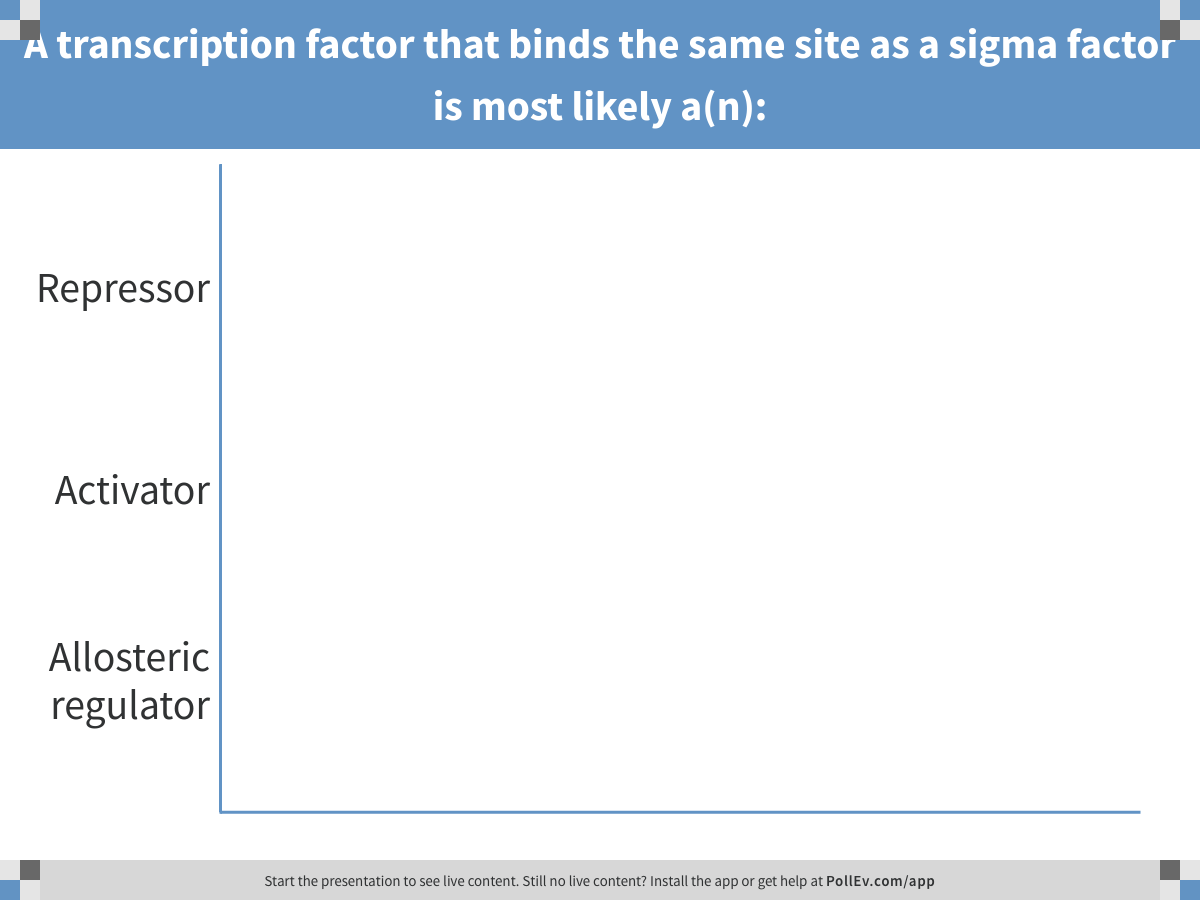 A transcription factor that binds the same site as a sigma factor
is most likely a(n):
Repressor
Activator
Allosteric
regulator
Start the presentation to see live content. Still no live content? Install the app or get help at PollEv.com/app